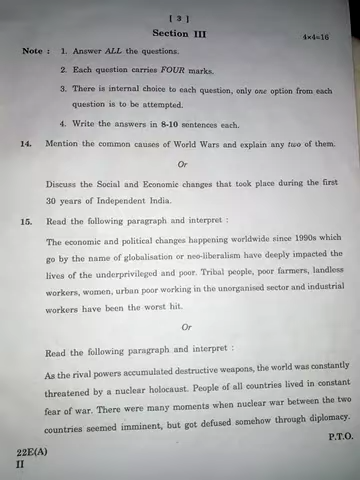 [ 3 ]
Section III 4×4=16
Note : 1. Answer ALL the questions.
2. Each question carries FOUR marks.
3. There is internal choice to each question, only one option from each
question is to be attempted.
4. Write the answers in 8-10 sentences each.
14. Mention the common causes of World Wars and explain any two of them.
Or
Discuss the Social and Economic changes that took place during the first
30 years of Independent India.
15. Read the following paragraph and interpret :
The economic and political changes happening worldwide since 1990s which
go by the name of globalisation or neo-liberalism have deeply impacted the
lives of the underprivileged and poor. Tribal people, poor farmers, landless
workers, women, urban poor working in the unorganised sector and industrial
workers have been the worst hit.
Or
Read the following paragraph and interpret :
As the rival powers accumulated destructive weapons, the world was constantly
threatened by a nuclear holocaust. People of all countries lived in constant
fear of war. There were many moments when nuclear war between the two
countries seemed imminent, but got defused somehow through diplomacy.
P.T.O.
22E(A)
II